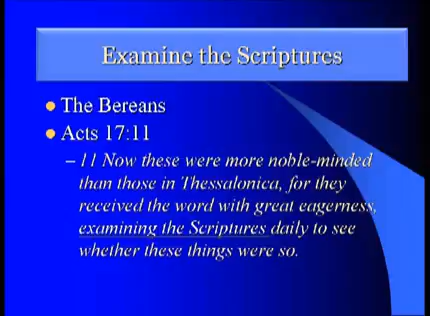 Examine the Scriptures
The Bereans
Acts 17:11
– 11 Now these were more noble-minded
than those in Thessalonica, for they
received the word with great eagerness,
examining the Scriptures daily to see
whether these things were so.